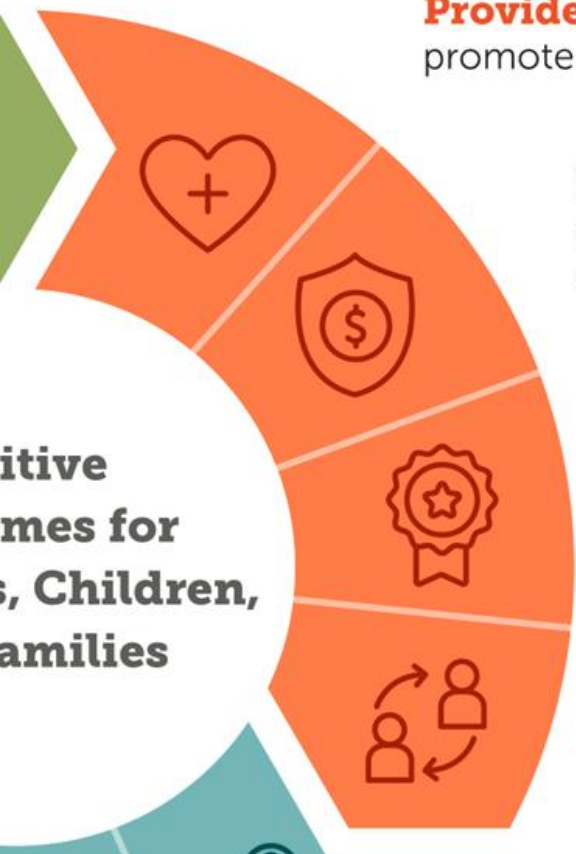 Provide
promote
itive
mes for
s, Children,
amilies
$